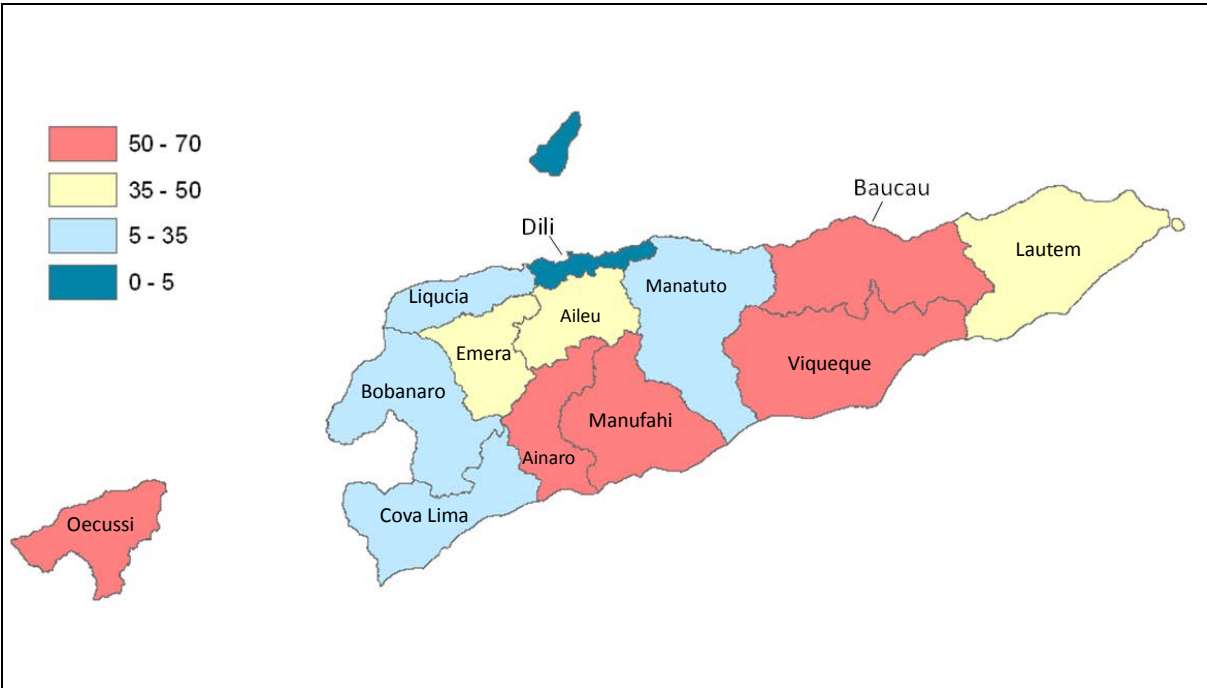 50 - 70
35 - 50
5 - 35
0 - 5
Baucau
Dili
Lautem
Manatuto
Liqucia
Aileu
Emera
Viqueque
Bobanaro
Manufahi
Ainaro
Cova Lima
Oecussi